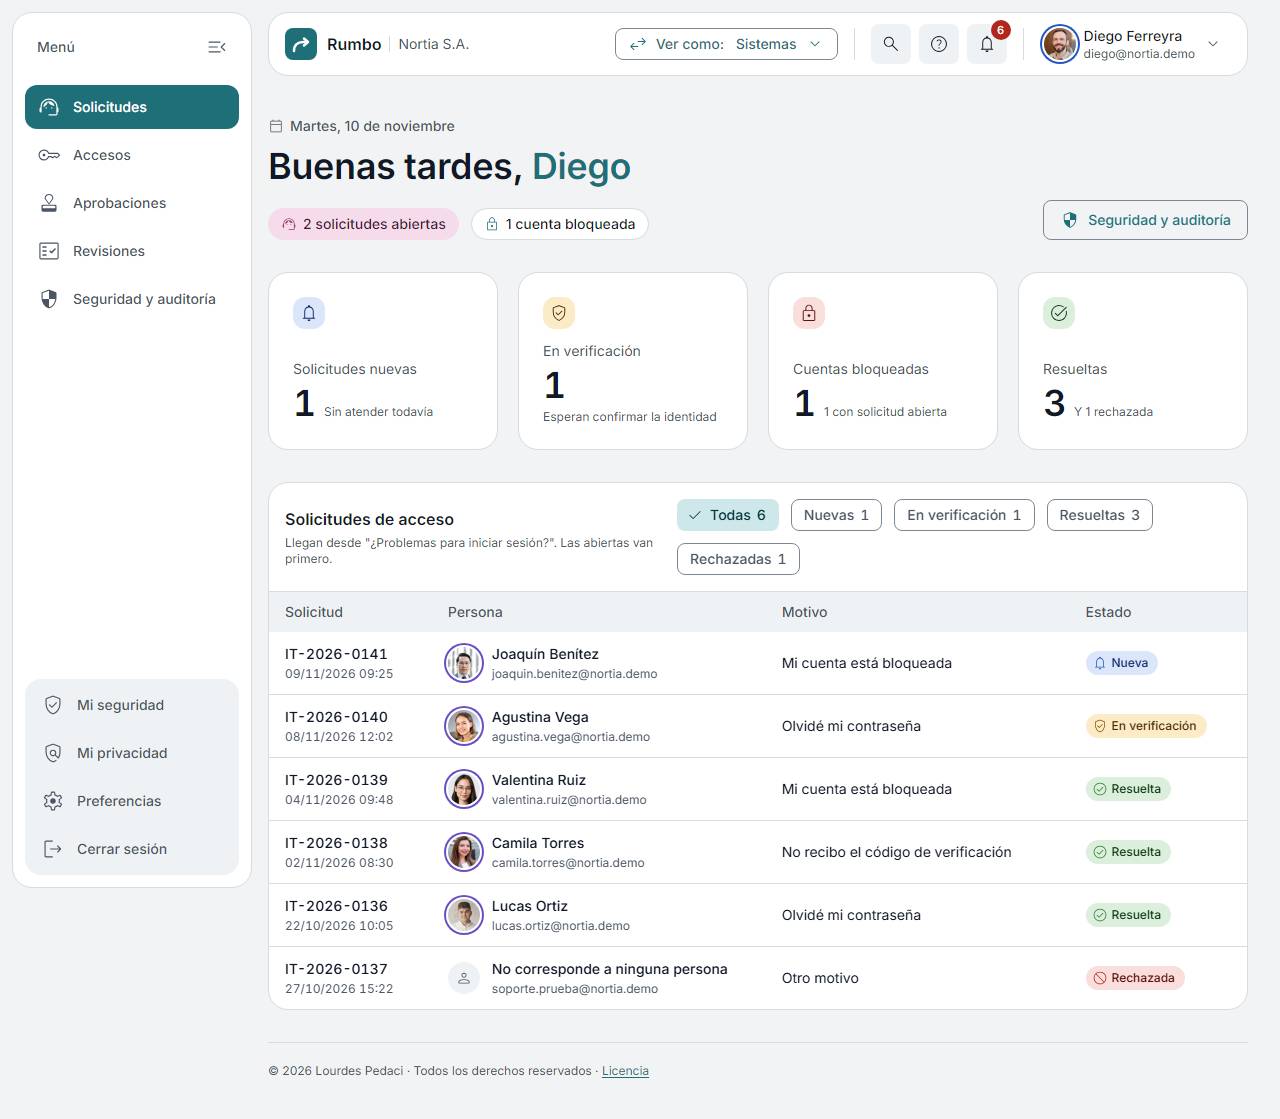 Menú
Solicitudes
Accesos
Aprobaciones
Revisiones
Seguridad y auditoría
Mi seguridad
Mi privacidad
Preferencias
Cerrar sesión
Rumbo Nortia S.A.
Ver como: Sistemas
6
Diego Ferreyra
diego@nortia.demo
Martes, 10 de noviembre
Buenas tardes, Diego
2 solicitudes abiertas
1 cuenta bloqueada
Seguridad y auditoría
Solicitudes nuevas
1 Sin atender todavía
En verificación
1
Esperan confirmar la identidad
Cuentas bloqueadas
1 1 con solicitud abierta
Resueltas
3 Y 1 rechazada
Solicitudes de acceso
Llegan desde "¿Problemas para iniciar sesión?". Las abiertas van
primero.
Todas 6
Nuevas 1
En verificación 1
Resueltas 3
Rechazadas 1
Solicitud Persona Motivo Estado
IT-2026-0141
09/11/2026 09:25
Joaquín Benítez
joaquin.benitez@nortia.demo
Mi cuenta está bloqueada
Nueva
IT-2026-0140
08/11/2026 12:02
Agustina Vega
agustina.vega@nortia.demo
Olvidé mi contraseña
En verificación
IT-2026-0139
04/11/2026 09:48
Valentina Ruiz
valentina.ruiz@nortia.demo
Mi cuenta está bloqueada
Resuelta
IT-2026-0138
02/11/2026 08:30
Camila Torres
camila.torres@nortia.demo
No recibo el código de verificación
Resuelta
IT-2026-0136
22/10/2026 10:05
Lucas Ortiz
lucas.ortiz@nortia.demo
Olvidé mi contraseña
Resuelta
IT-2026-0137
27/10/2026 15:22
No corresponde a ninguna persona
soporte.prueba@nortia.demo
Otro motivo
Rechazada
© 2026 Lourdes Pedaci · Todos los derechos reservados · Licencia